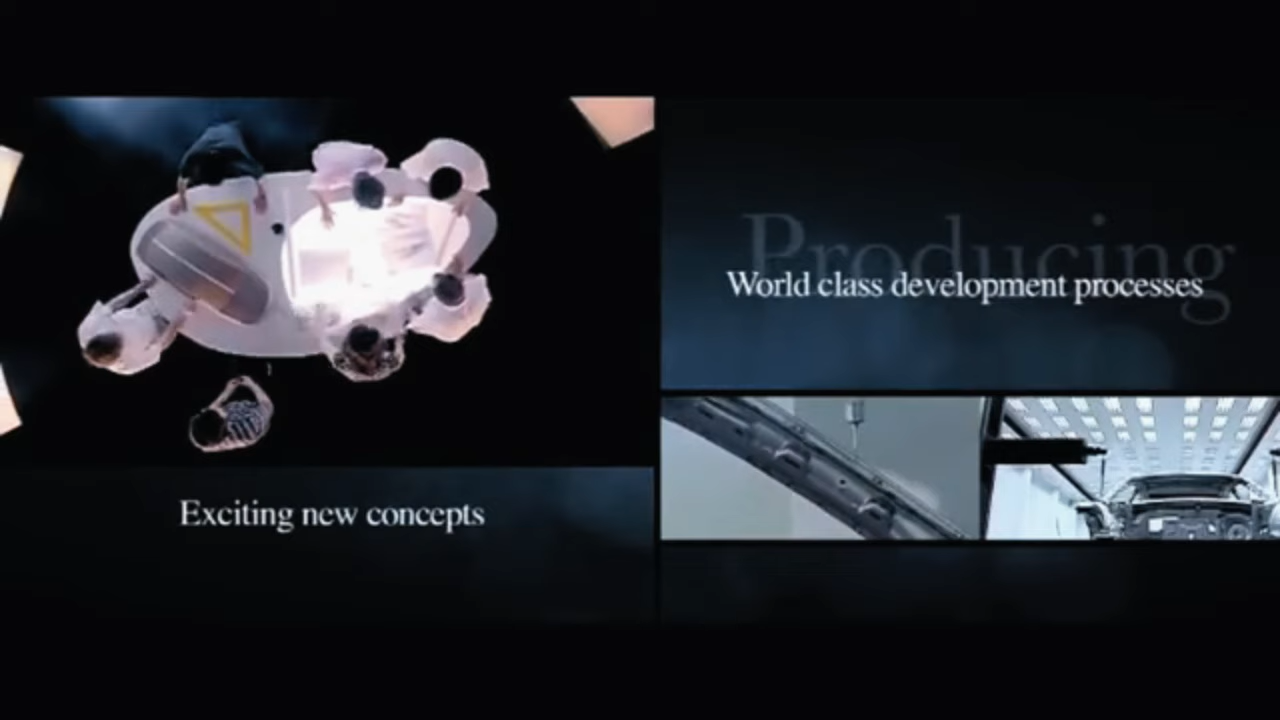 Exciting new concepts
Producing
World class development processes